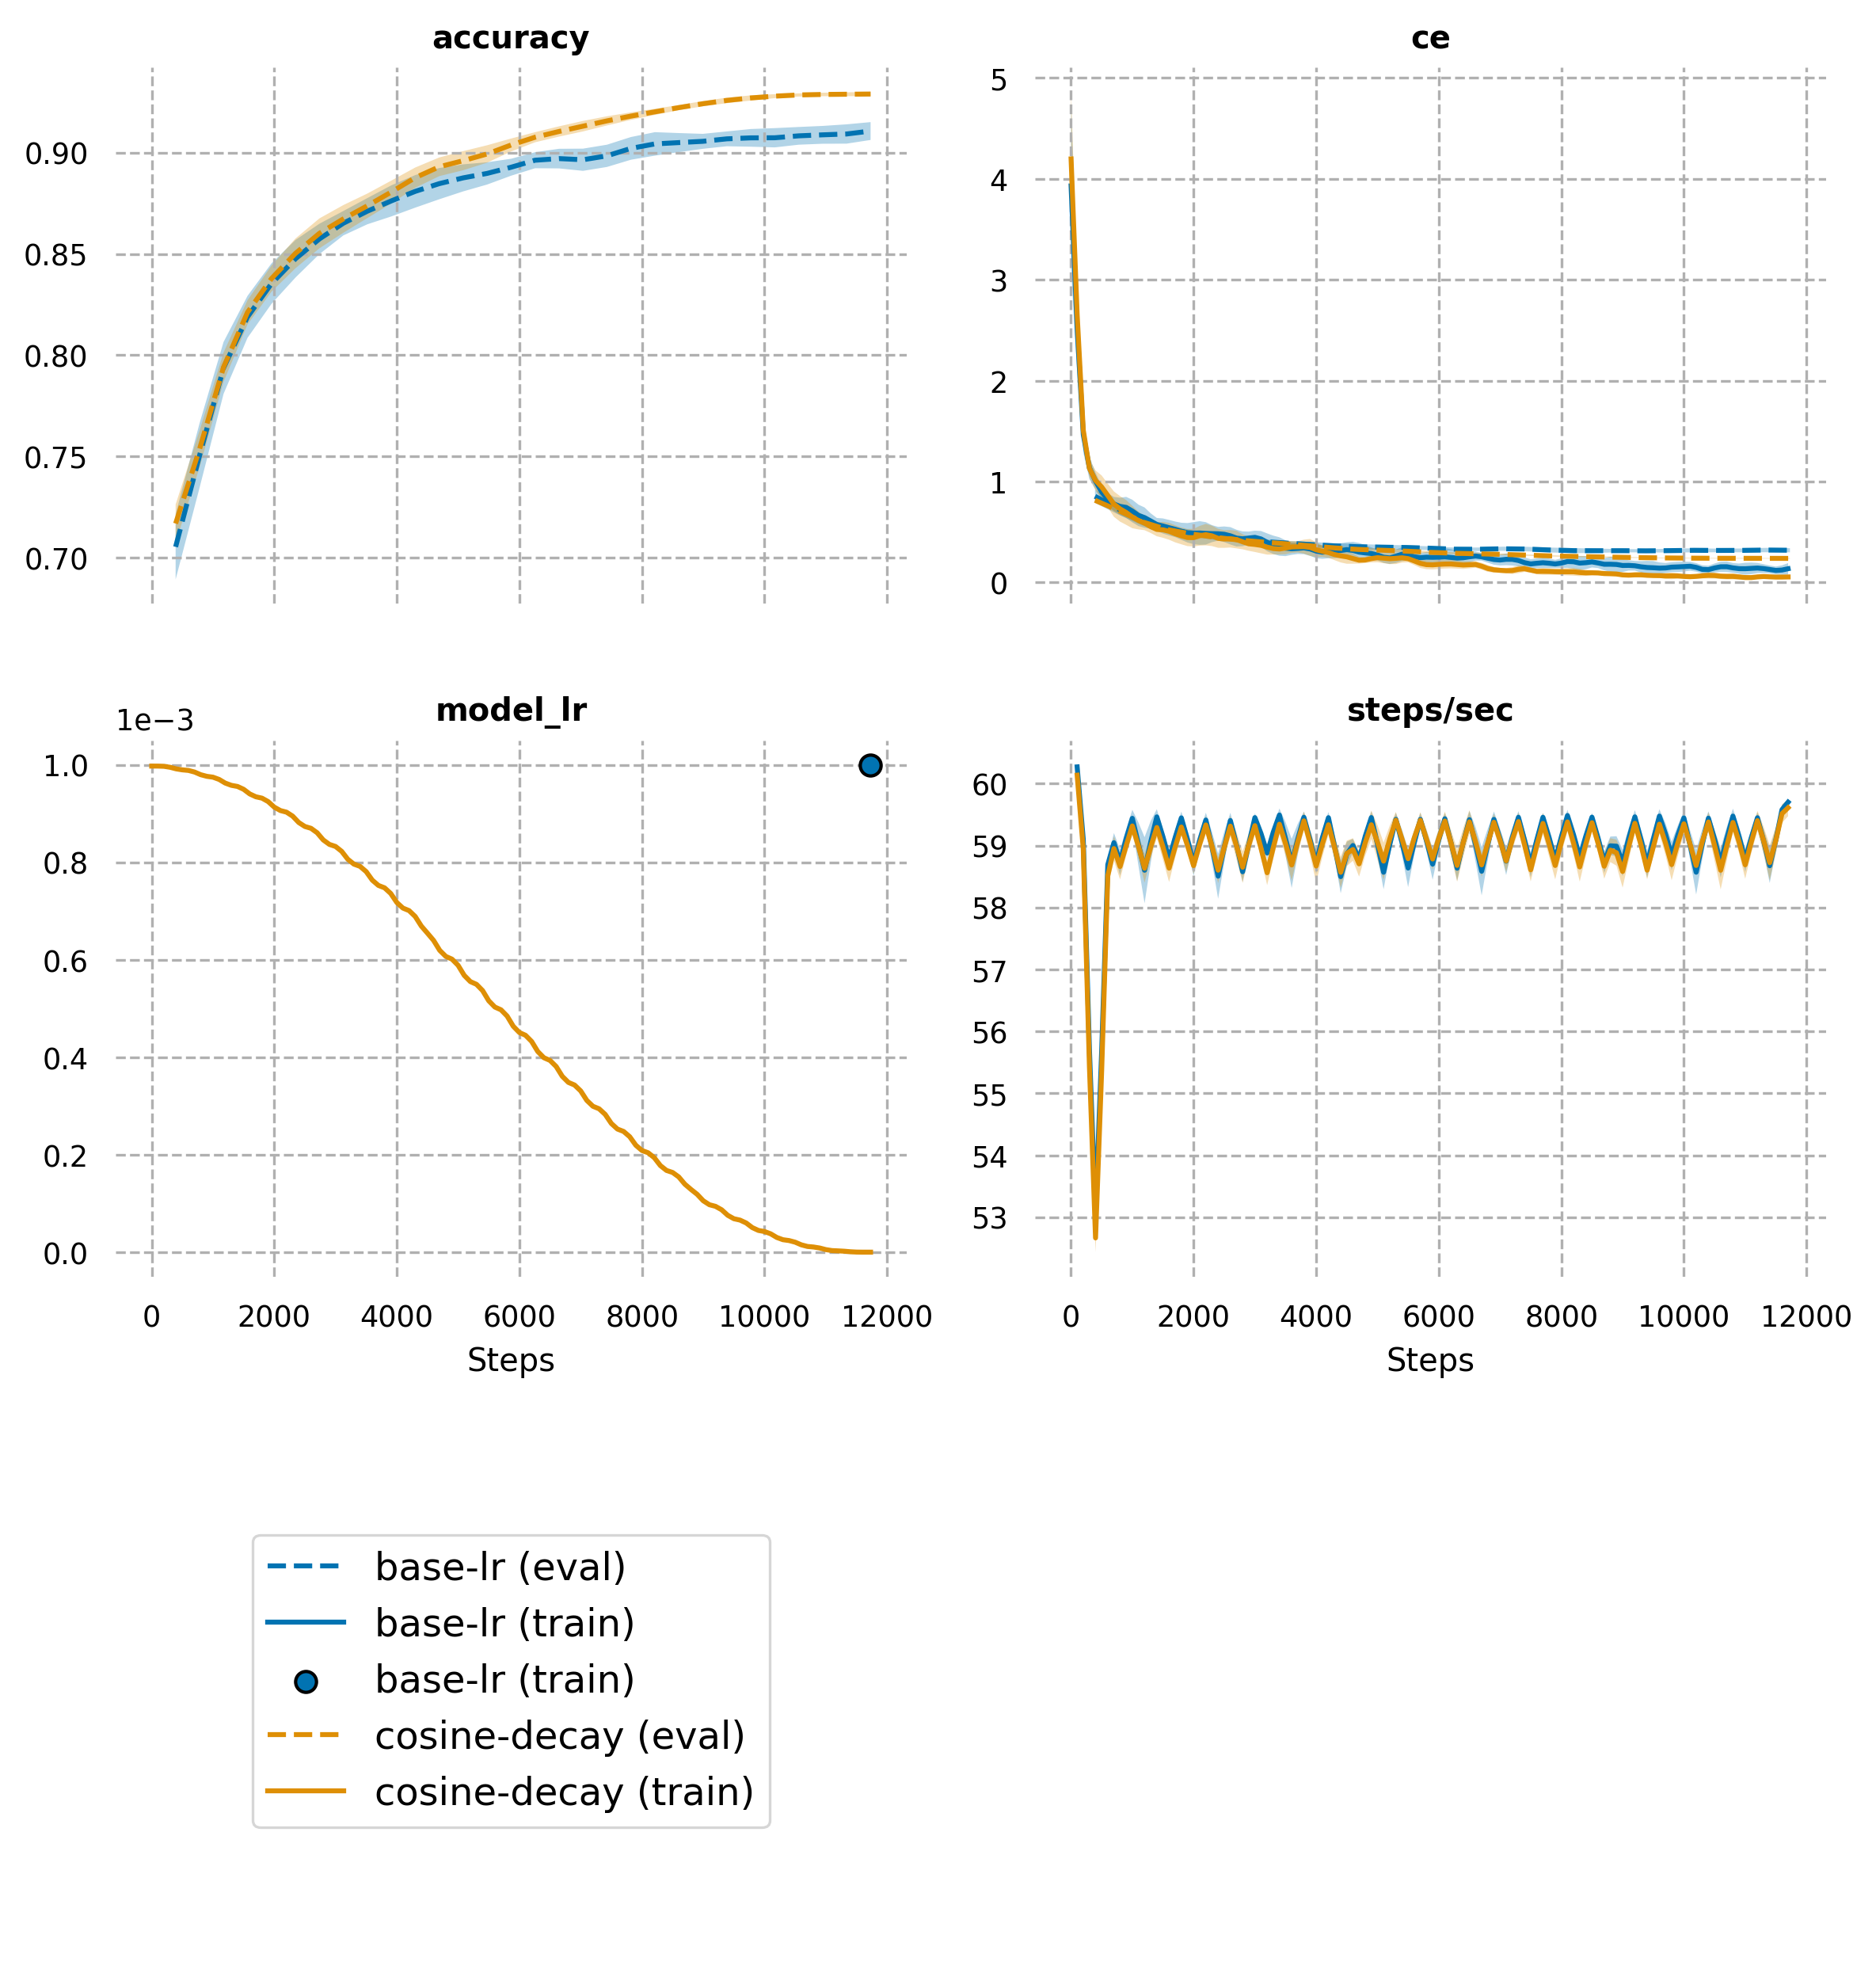 accuracy
0.90
0.85
0.80
0.75
0.70
ce
5
4
3
2
1
0
model_lr
1e−3
1.0
0.8
0.6
0.4
0.2
0.0
0 2000 4000 6000 8000 10000 12000
Steps
steps/sec
60
59
58
57
56
55
54
53
0 2000 4000 6000 8000 10000 12000
Steps
base-lr (eval)
base-lr (train)
base-lr (train)
cosine-decay (eval)
cosine-decay (train)